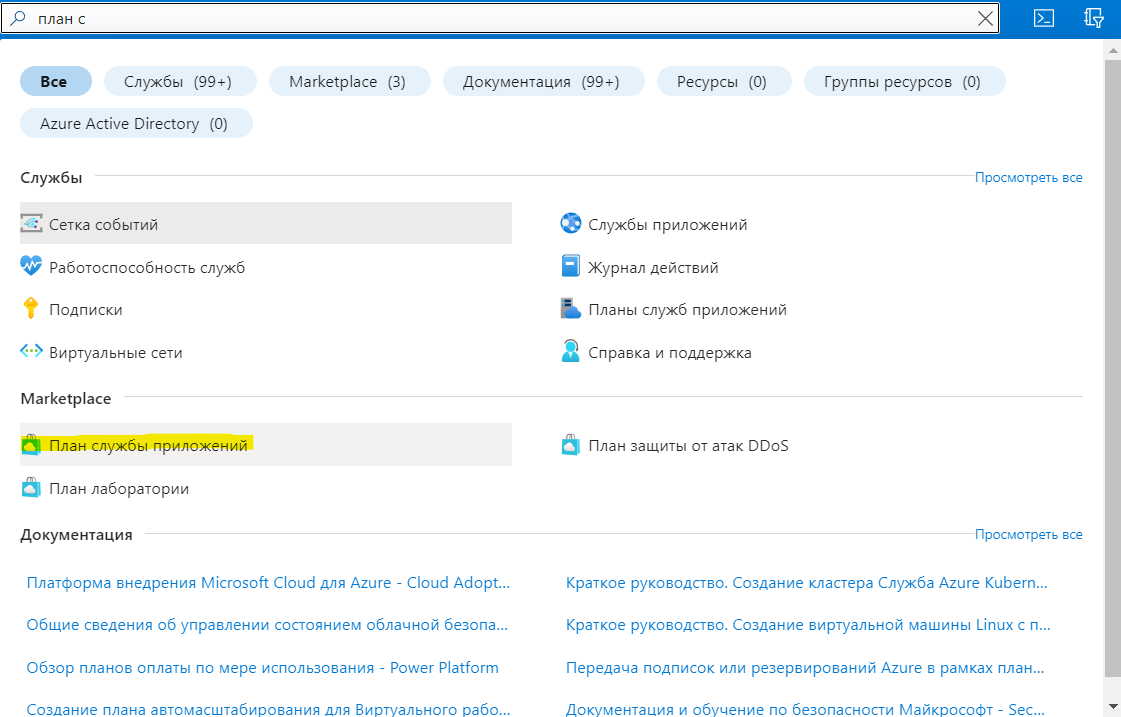 план с
Все
Службы (99+)
Marketplace (3)
Документация (99+)
Ресурсы (0)
Группы ресурсов (0)
Azure Active Directory (0)
Службы
Просмотреть все
Сетка событий
Службы приложений
Работоспособность служб
Журнал действий
Подписки
Планы служб приложений
Виртуальные сети
Справка и поддержка
Marketplace
План службы приложений
План защиты от атак DDoS
План лаборатории
Документация
Просмотреть все
Платформа внедрения Microsoft Cloud для Azure - Cloud Adopt...
Краткое руководство. Создание кластера Служба Azure Kubern...
Общие сведения об управлении состоянием облачной безопа...
Краткое руководство. Создание виртуальной машины Linux с п...
Обзор планов оплаты по мере использования - Power Platform
Передача подписок или резервирований Azure в рамках план...
Создание плана автомасштабирования для Виртуального рабо...
Документация и обучение по безопасности Майкрософт - Sec...